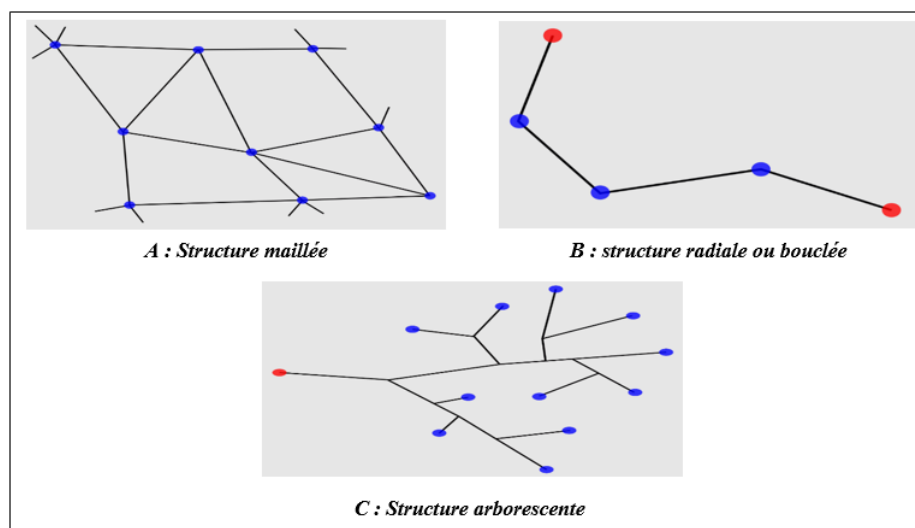 A : Structure maillée
B : structure radiale ou bouclée
C : Structure arborescente